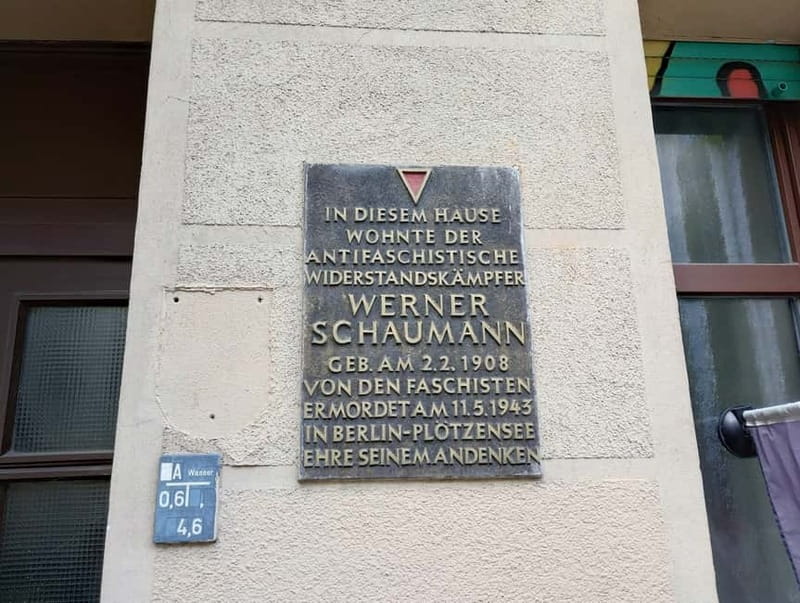 IN DIESEM HAUSE
WOHNTE DER
ANTIFASCHISTISCHE
WIDERSTANDSKÄMPFER
WERNER
SCHAUMANN
GEB. AM 2.2.1908
VON DEN FASCHISTEN
ERMORDET AM 11.5.1943
IN BERLIN-PLÖTZENSEE
EHRE SEINEM ANDENKEN
A Wasser
0,6
4,6